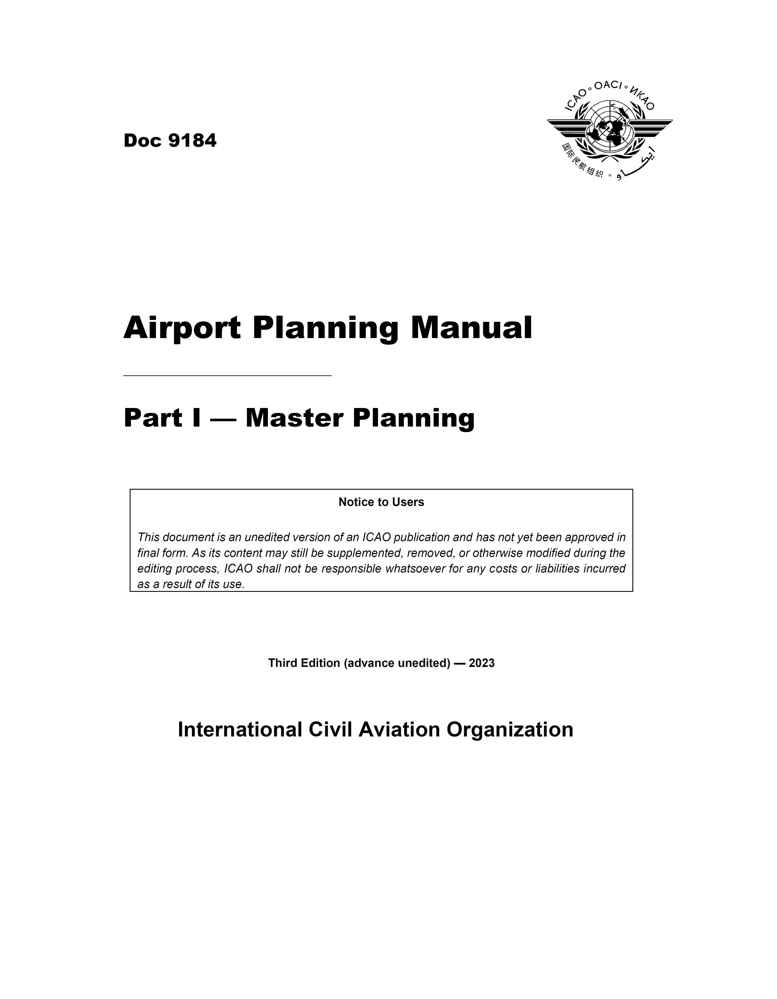 ICAO ° OACI ° ИКАО
Doc 9184
国际民航组织 ° ايكاو
Airport Planning Manual
Part I — Master Planning
Notice to Users
This document is an unedited version of an ICAO publication and has not yet been approved in
final form. As its content may still be supplemented, removed, or otherwise modified during the
editing process, ICAO shall not be responsible whatsoever for any costs or liabilities incurred
as a result of its use.
Third Edition (advance unedited) — 2023
International Civil Aviation Organization